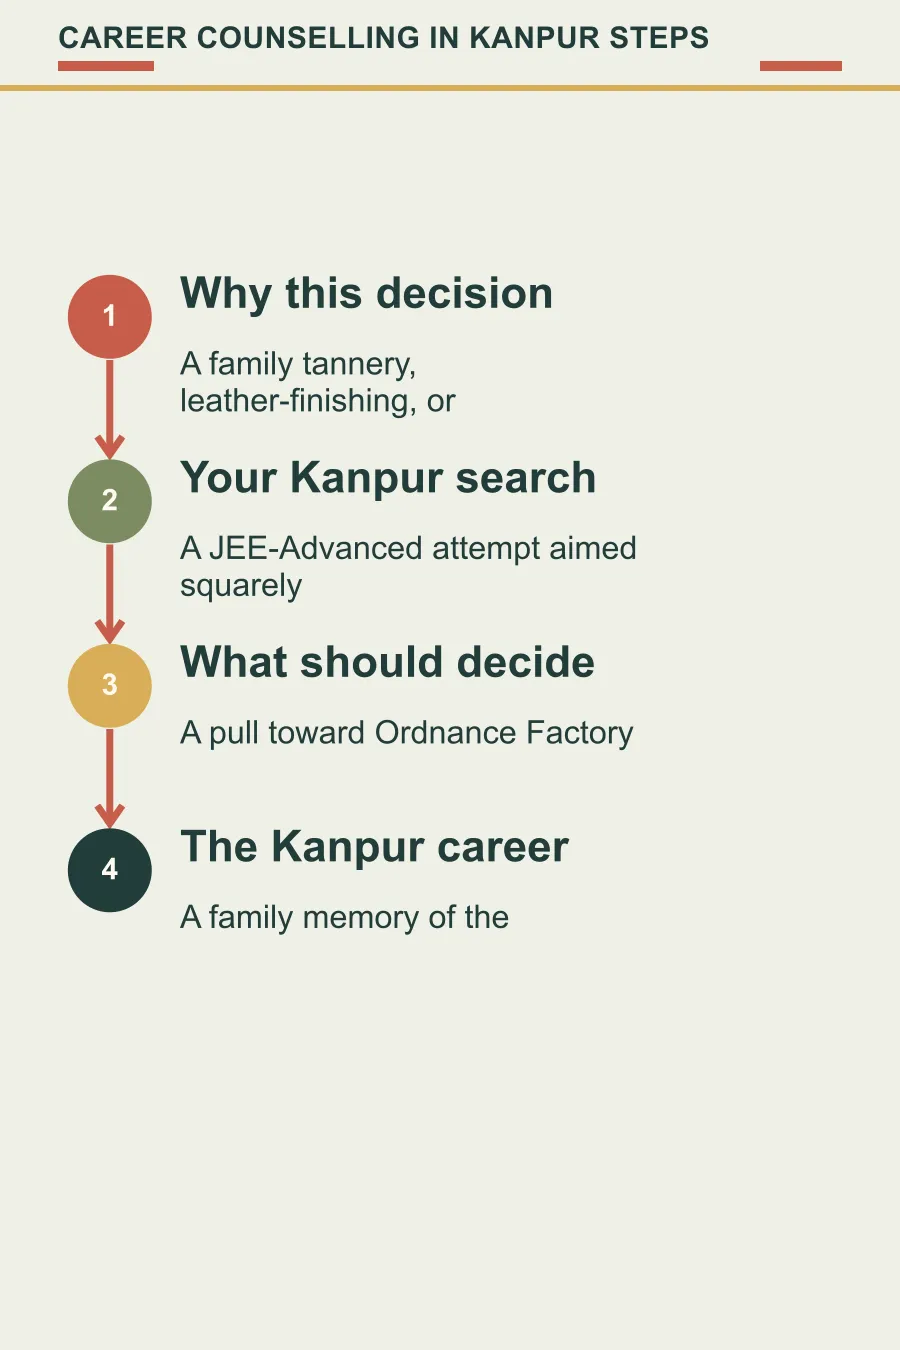 CAREER COUNSELLING IN KANPUR STEPS
1
Why this decision
A family tannery,
leather-finishing, or
2
Your Kanpur search
A JEE-Advanced attempt aimed
squarely
3
What should decide
A pull toward Ordnance Factory
4
The Kanpur career
A family memory of the